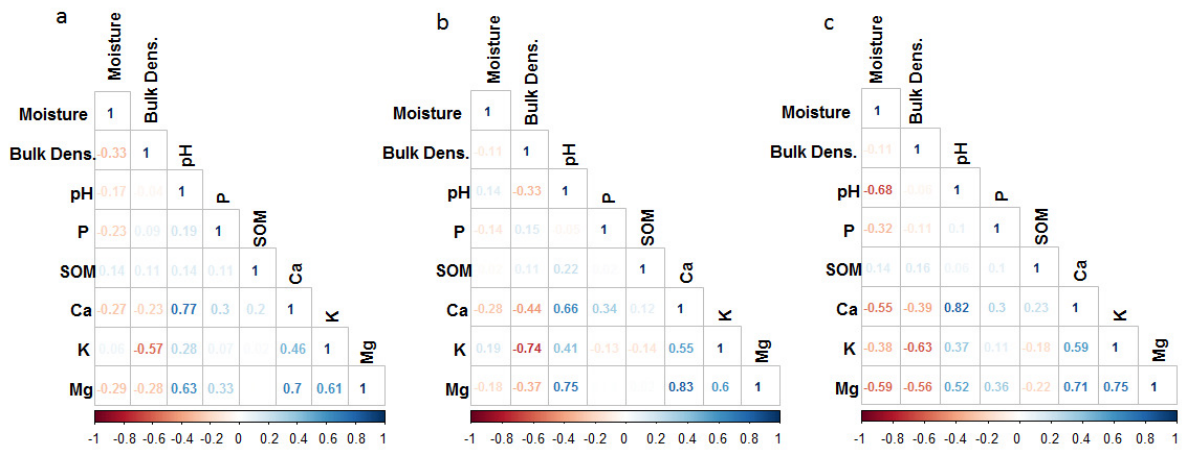 a
Moisture
Bulk Dens.
pH
P
SOM
Ca
K
Mg
Moisture 1
Bulk Dens. -0.33 1
pH -0.17 1
P -0.23 0.09 0.19 1
SOM 0.14 0.11 0.14 0.11 1
Ca -0.27 -0.23 0.77 0.3 0.2 1
K 0.06 -0.57 0.28 0.07 0.46 1
Mg -0.29 -0.28 0.63 0.33 0.7 0.61 1
-1 -0.8 -0.6 -0.4 -0.2 0 0.2 0.4 0.6 0.8 1
b
Moisture
Bulk Dens.
pH
P
SOM
Ca
K
Mg
Moisture 1
Bulk Dens. -0.11 1
pH 0.14 -0.33 1
P -0.14 0.15 -0.05 1
SOM 0.11 0.22 1
Ca -0.28 -0.44 0.66 0.34 0.12 1
K 0.19 -0.74 0.41 -0.13 -0.14 0.55 1
Mg -0.18 -0.37 0.75 0.83 0.6 1
-1 -0.8 -0.6 -0.4 -0.2 0 0.2 0.4 0.6 0.8 1
c
Moisture
Bulk Dens.
pH
P
SOM
Ca
K
Mg
Moisture 1
Bulk Dens. -0.11 1
pH -0.68 1
P -0.32 -0.11 0.1 1
SOM 0.14 0.16 0.06 0.1 1
Ca -0.55 -0.39 0.82 0.3 0.23 1
K -0.38 -0.63 0.37 0.11 -0.18 0.59 1
Mg -0.59 -0.56 0.52 0.36 -0.22 0.71 0.75 1
-1 -0.8 -0.6 -0.4 -0.2 0 0.2 0.4 0.6 0.8 1